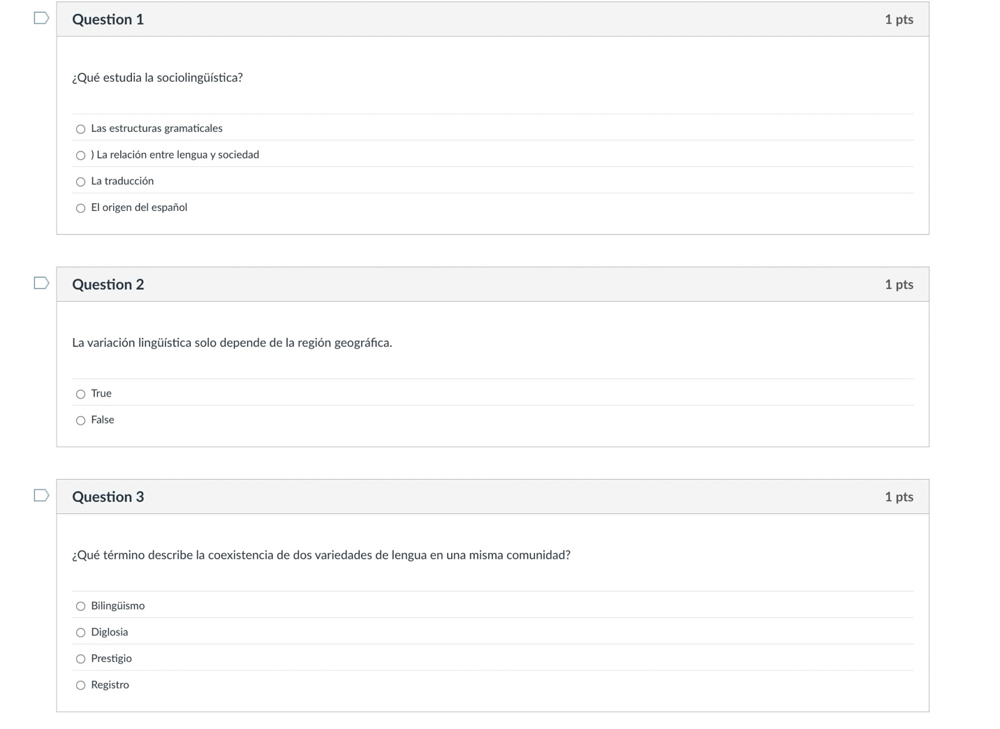 Question 1
1 pts
¿Qué estudia la sociolingüística?
Las estructuras gramaticales
) La relación entre lengua y sociedad
La traducción
El origen del español
Question 2
1 pts
La variación lingüística solo depende de la región geográfica.
True
False
Question 3
1 pts
¿Qué término describe la coexistencia de dos variedades de lengua en una misma comunidad?
Bilingüismo
Diglosia
Prestigio
Registro